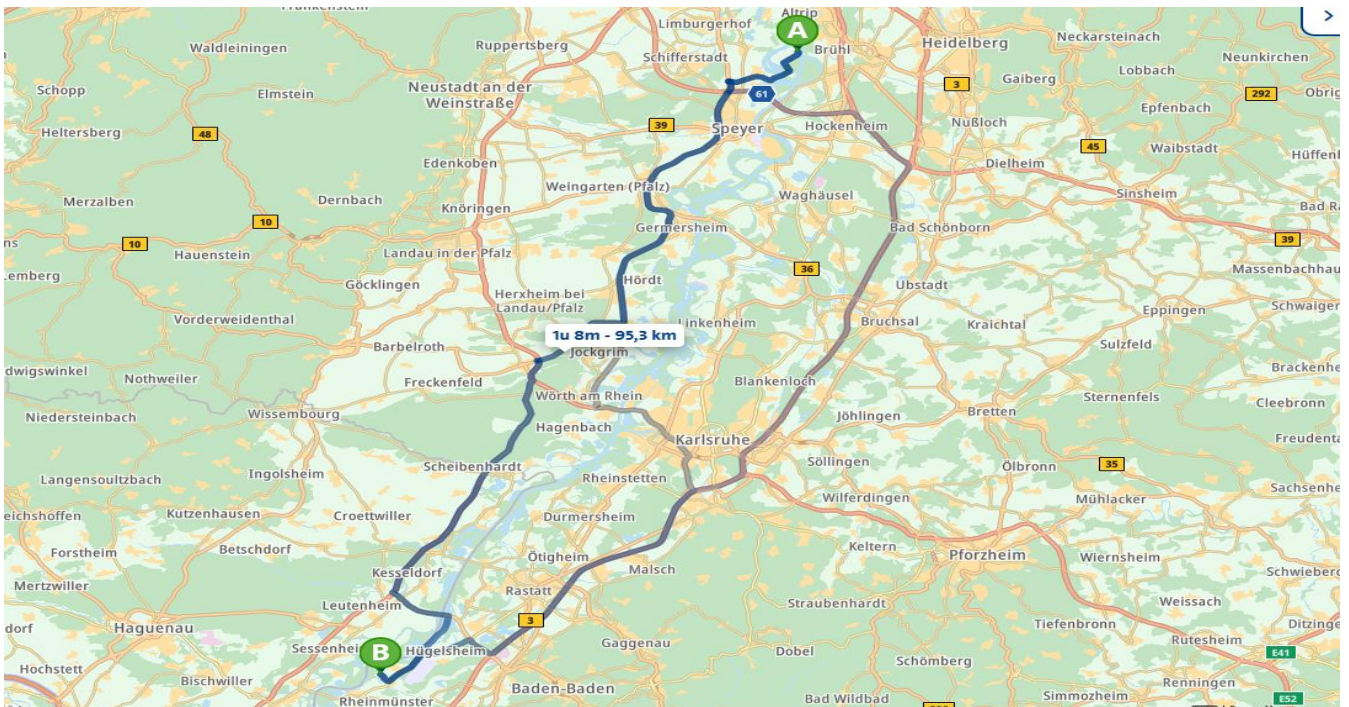 Frankenstein
Limburgerhof
Altrip
A
>
Waldleiningen
Ruppertsberg
Brühl
Heidelberg
Neckarsteinach
Schifferstadt
Neunkirchen
Gaiberg
Lobbach
Schopp
Elmstein
Neustadt an der
Weinstraße
3
61
292
Obrig
Epfenbach
Heltersberg
48
39
Speyer
Hockenheim
Nußloch
45
Waibstadt
Hüffenl
Edenkoben
Dielheim
Weingarten (Pfalz)
Waghäusel
Sinsheim
Merzalben
Dernbach
Knöringen
Bad Ra
10
Germersheim
Bad Schönborn
10
Hauenstein
Landau in der Pfalz
39
Lemberg
36
Massenbachhau
Göcklingen
Hördt
Ubstadt
Herxheim bei
Landau/Pfalz
Schwaiger
Eppingen
Vorderweidenthal
Linkenheim
Bruchsal
Kraichtal
1u 8m - 95,3 km
Barbelroth
Jockgrim
Sulzfeld
dwigswinkel
Nothweiler
Freckenfeld
Blankenloch
Brackenhe
Wörth am Rhein
Sternenfels
Cleebronn
Niedersteinbach
Wissembourg
Jöhlingen
Bretten
Hagenbach
Karlsruhe
Freudenta
Scheibenhardt
Söllingen
Ölbronn
35
Langensoultzbach
Ingolsheim
Rheinstetten
Sachsenhe
Wilferdingen
Mühlacker
eichshoffen
Kutzenhausen
Croettwiller
Durmersheim
Forstheim
Betschdorf
Ötigheim
Keltern
Pforzheim
Wiernsheim
Mertzwiller
Kesseldorf
Malsch
Schwieberd
Rastatt
Leutenheim
Straubenhardt
Weissach
3
dorf
Haguenau
Tiefenbronn
Ditzinge
Sessenhei
B
Hügelsheim
Gaggenau
Dobel
Rutesheim
E41
Hochstett
Schömberg
Bischwiller
Renningen
Baden-Baden
Rheinmünster
Bad Wildbad
Simmozheim
E52